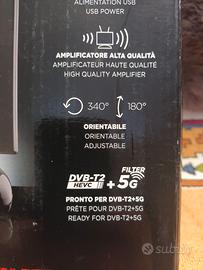 ALIMENTATION USB
USB POWER
AMPLIFICATORE ALTA QUALITÀ
AMPLIFICATEUR HAUTE QUALITÉ
HIGH QUALITY AMPLIFIER
340° 180°
ORIENTABILE
ORIENTABLE
ADJUSTABLE
DVB-T2 HEVC + FILTER 5G
PRONTO PER DVB-T2+5G
PRÊTE POUR DVB-T2+5G
READY FOR DVB-T2+5G
subito